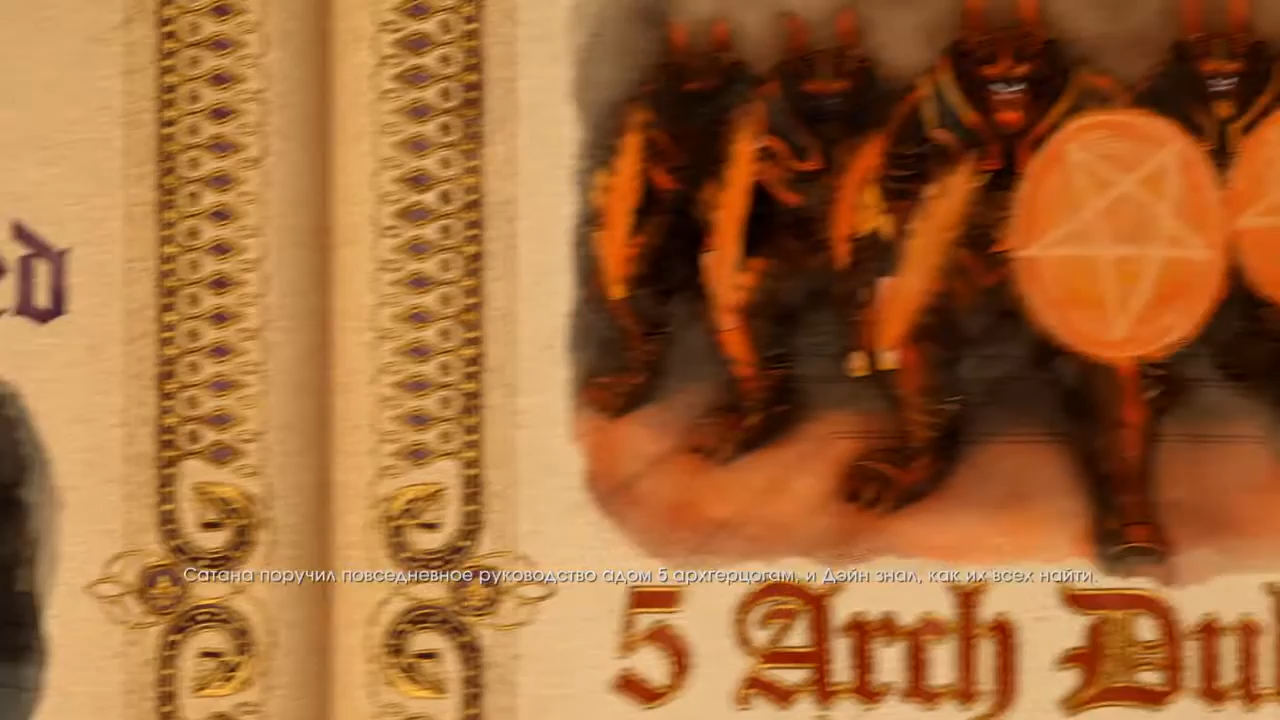 Сатана поручил повседневное руководство адом 5 архгерцогам, и Дэйн знал, как их всех найти.
5 Arch Du